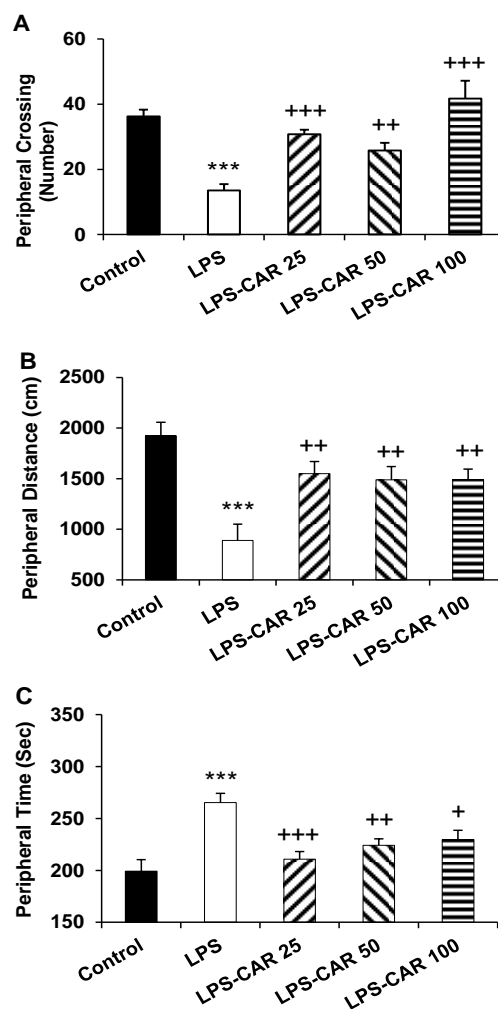 A
Peripheral Crossing
(Number)
60
40
20
0
***
+++
++
+++
Control
LPS
LPS-CAR 25
LPS-CAR 50
LPS-CAR 100
B
Peripheral Distance (cm)
2500
2000
1500
1000
500
***
++
++
++
Control
LPS
LPS-CAR 25
LPS-CAR 50
LPS-CAR 100
C
Peripheral Time (Sec)
350
300
250
200
150
***
+++
++
+
Control
LPS
LPS-CAR 25
LPS-CAR 50
LPS-CAR 100